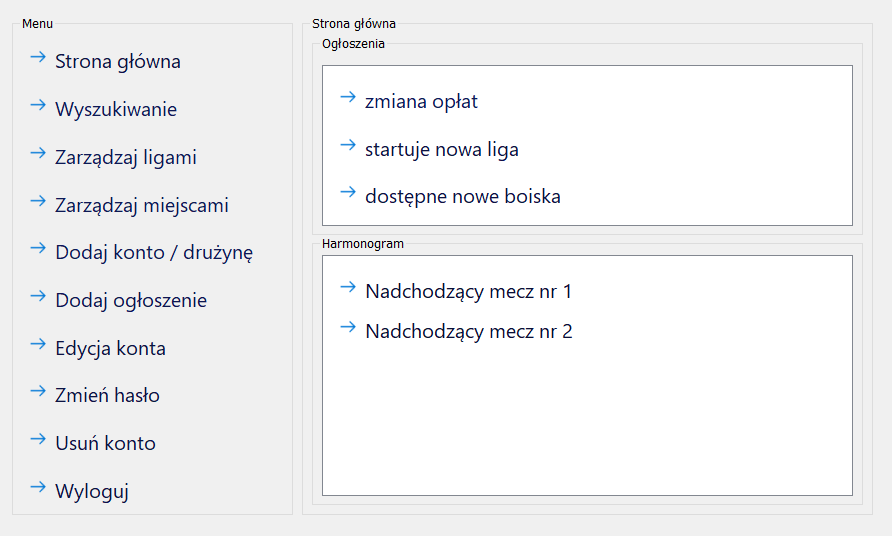 Menu
Strona główna
Wyszukiwanie
Zarządzaj ligami
Zarządzaj miejscami
Dodaj konto / drużynę
Dodaj ogłoszenie
Edycja konta
Zmień hasło
Usuń konto
Wyloguj
Strona główna
Ogłoszenia
zmiana opłat
startuje nowa liga
dostępne nowe boiska
Harmonogram
Nadchodzący mecz nr 1
Nadchodzący mecz nr 2